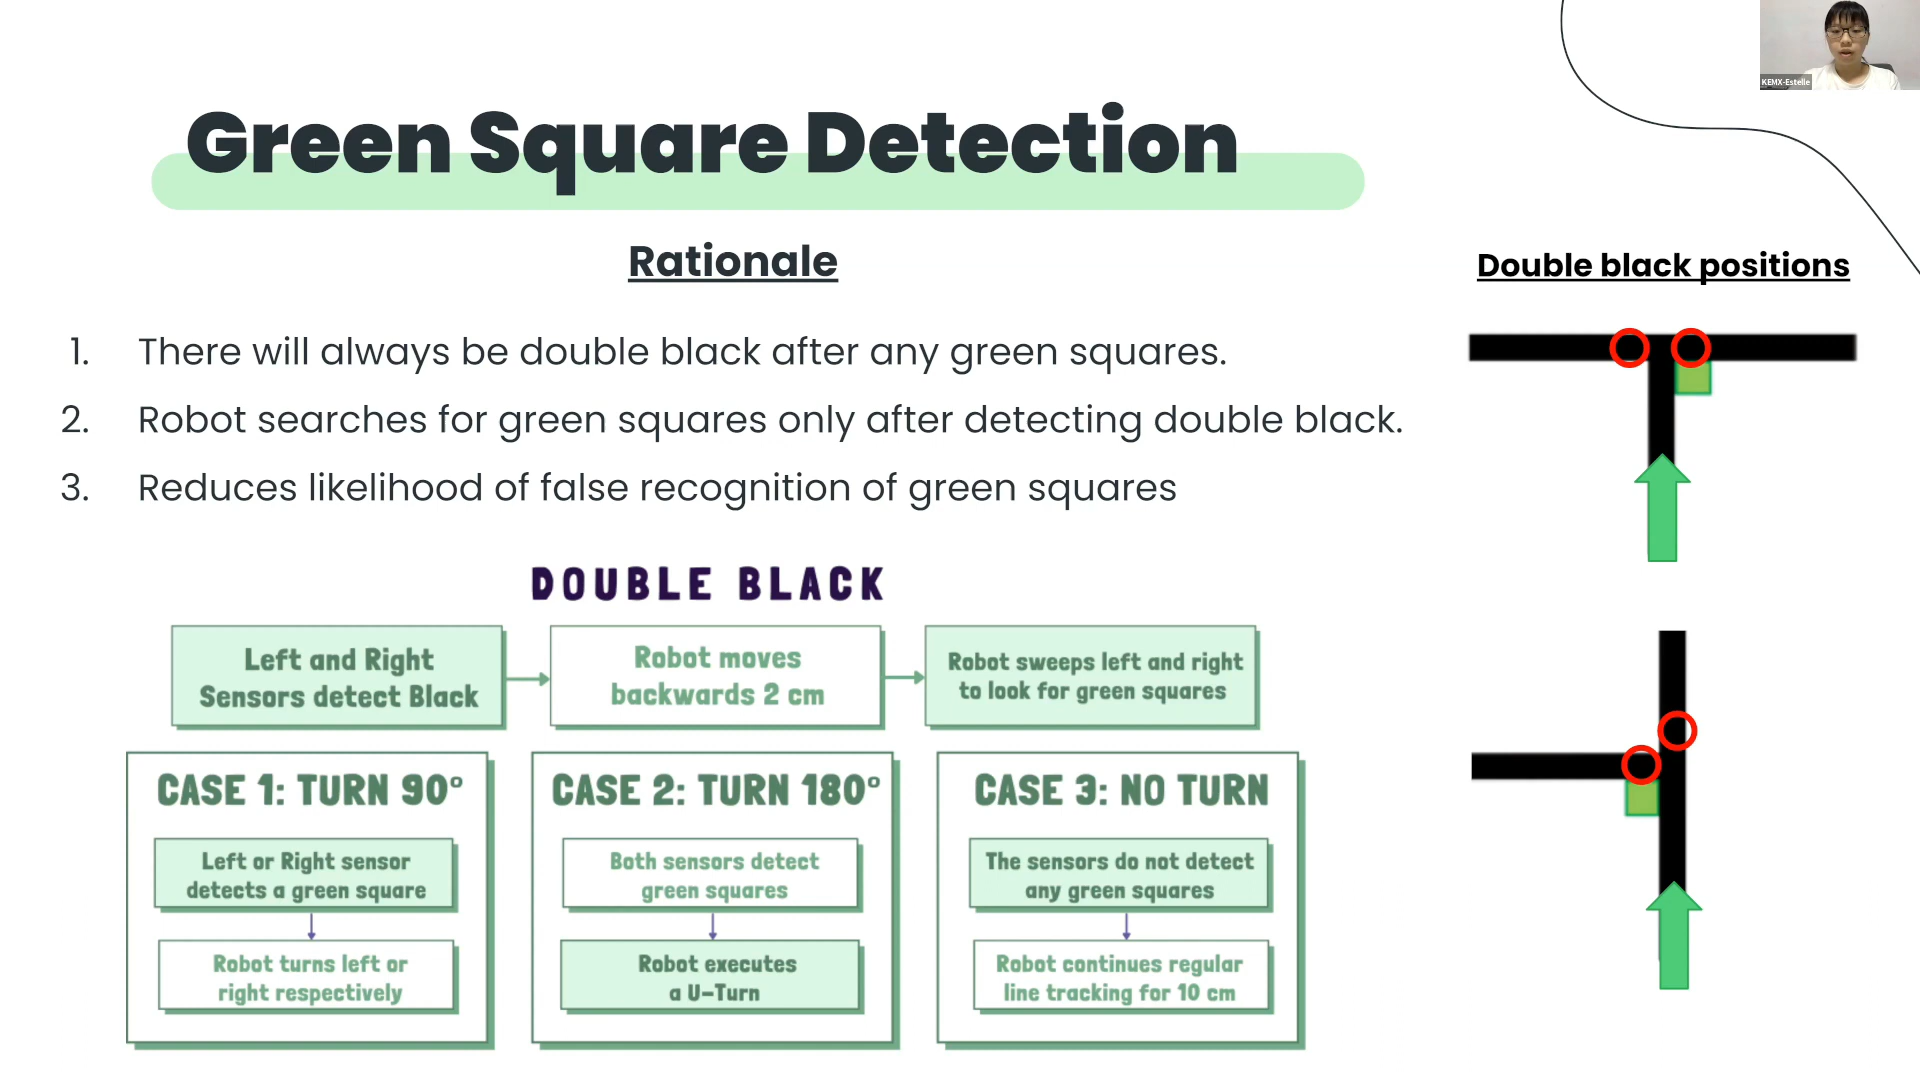 KEMX-Estelle
Green Square Detection
Rationale
1. There will always be double black after any green squares.
2. Robot searches for green squares only after detecting double black.
3. Reduces likelihood of false recognition of green squares
Double black positions
DOUBLE BLACK
Left and Right
Sensors detect Black
Robot moves
backwards 2 cm
Robot sweeps left and right
to look for green squares
CASE 1: TURN 90°
Left or Right sensor
detects a green square
Robot turns left or
right respectively
CASE 2: TURN 180°
Both sensors detect
green squares
Robot executes
a U-Turn
CASE 3: NO TURN
The sensors do not detect
any green squares
Robot continues regular
line tracking for 10 cm